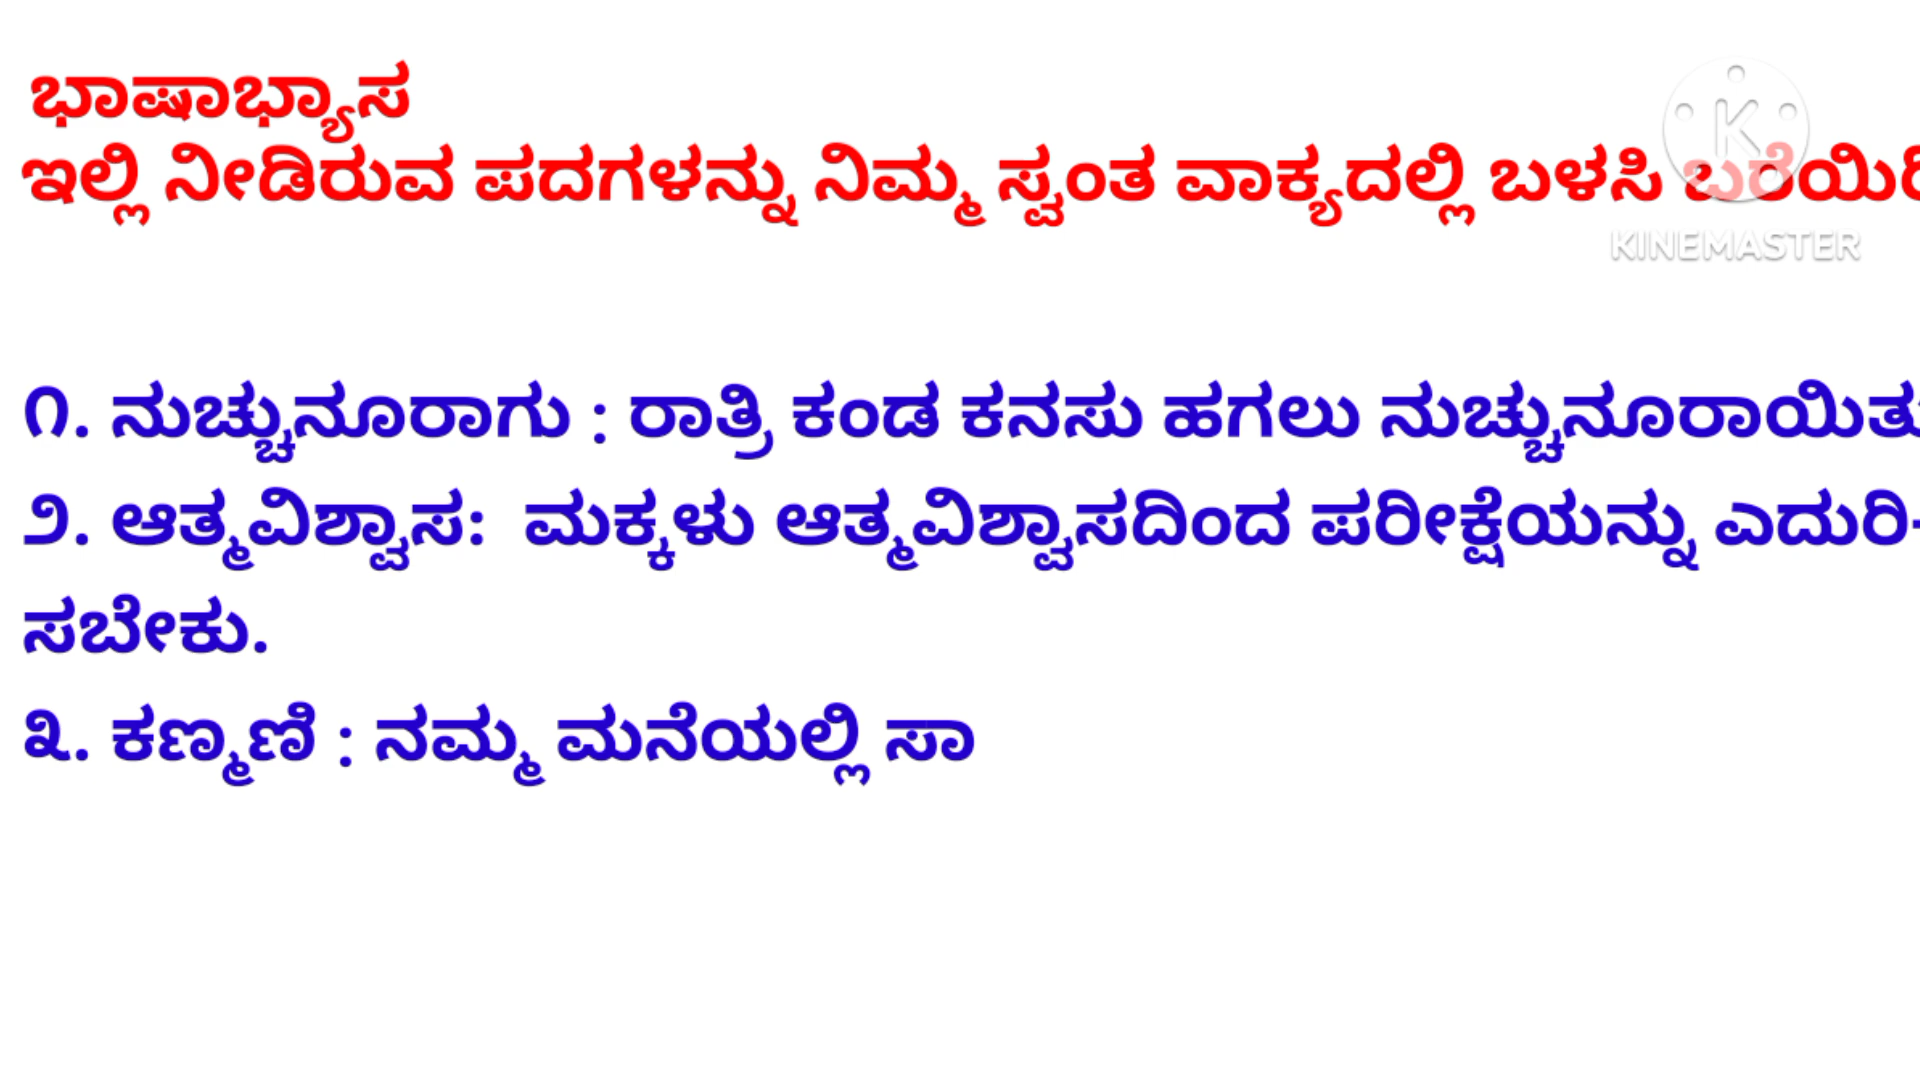 ಭಾಷಾಭ್ಯಾಸ
ಇಲ್ಲಿ ನೀಡಿರುವ ಪದಗಳನ್ನು ನಿಮ್ಮ ಸ್ವಂತ ವಾಕ್ಯದಲ್ಲಿ ಬಳಸಿ
KINEMASTER
೧. ನುಚ್ಚುನೂರಾಗು : ರಾತ್ರಿ ಕಂಡ ಕನಸು ಹಗಲು ನುಚ್ಚುನೂರಾಯಿತು
೨. ಆತ್ಮವಿಶ್ವಾಸ: ಮಕ್ಕಳು ಆತ್ಮವಿಶ್ವಾಸದಿಂದ ಪರೀಕ್ಷೆಯನ್ನು ಎದುರಿ-
ಸಬೇಕು.
೩. ಕಣ್ಮಣಿ : ನಮ್ಮ ಮನೆಯಲ್ಲಿ ಸಾ